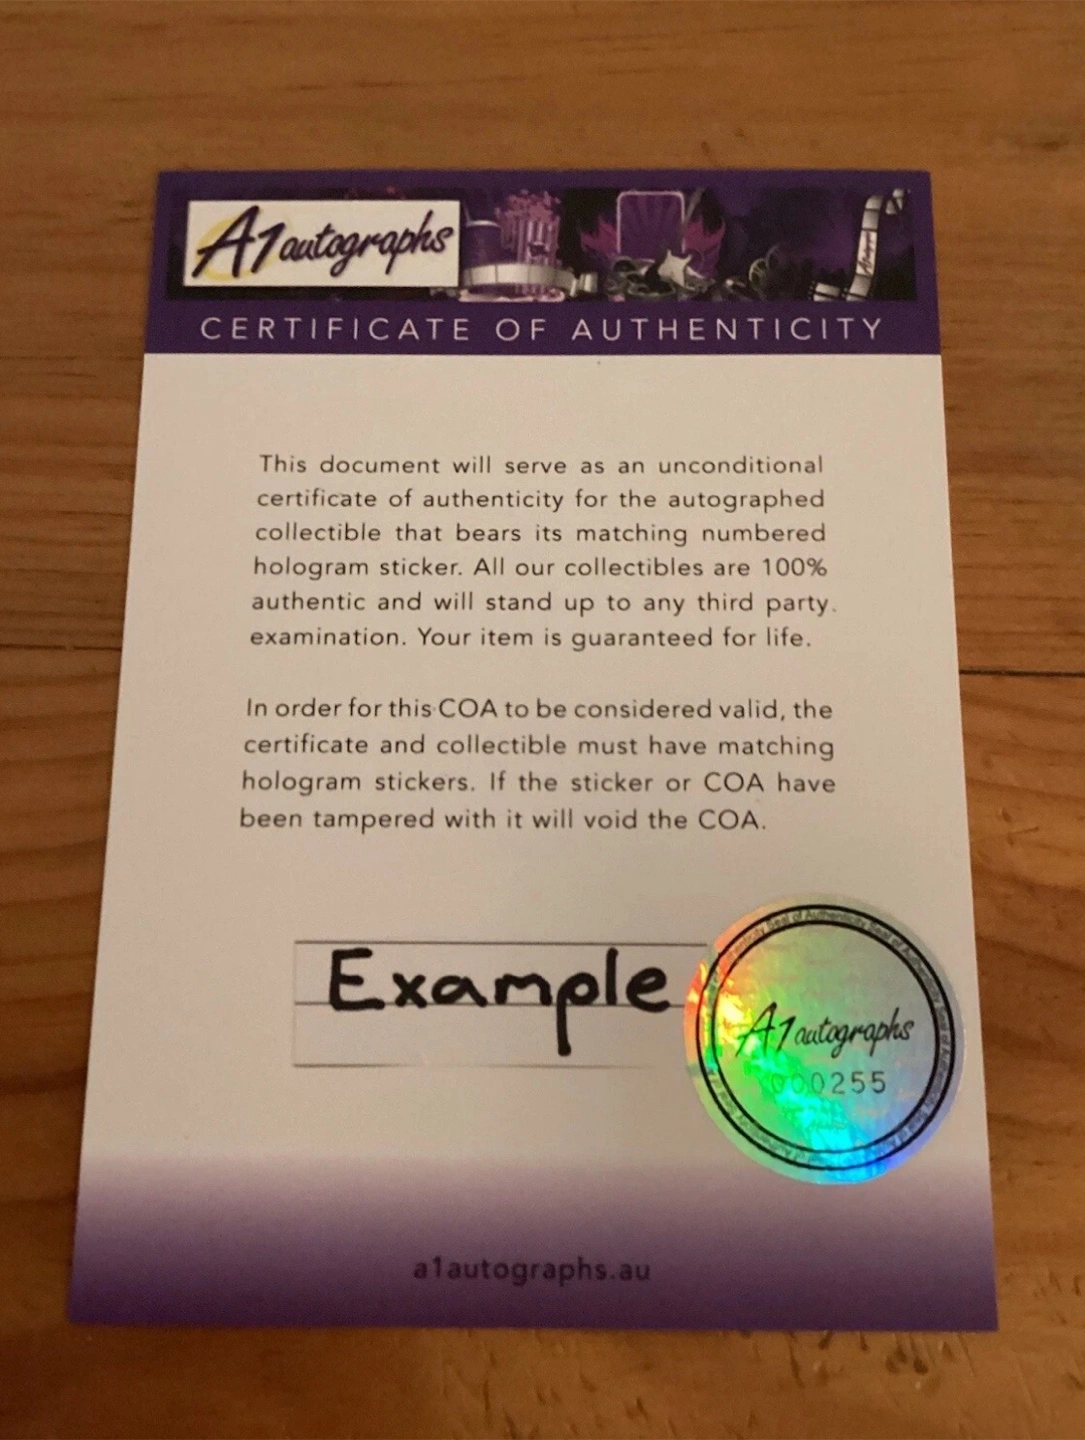 A1autographs
CERTIFICATE OF AUTHENTICITY
This document will serve as an unconditional
certificate of authenticity for the autographed
collectible that bears its matching numbered
hologram sticker. All our collectibles are 100%
authentic and will stand up to any third party
examination. Your item is guaranteed for life.
In order for this COA to be considered valid, the
certificate and collectible must have matching
hologram stickers. If the sticker or COA have
been tampered with it will void the COA.
Example
A1autographs
000255
a1autographs.au